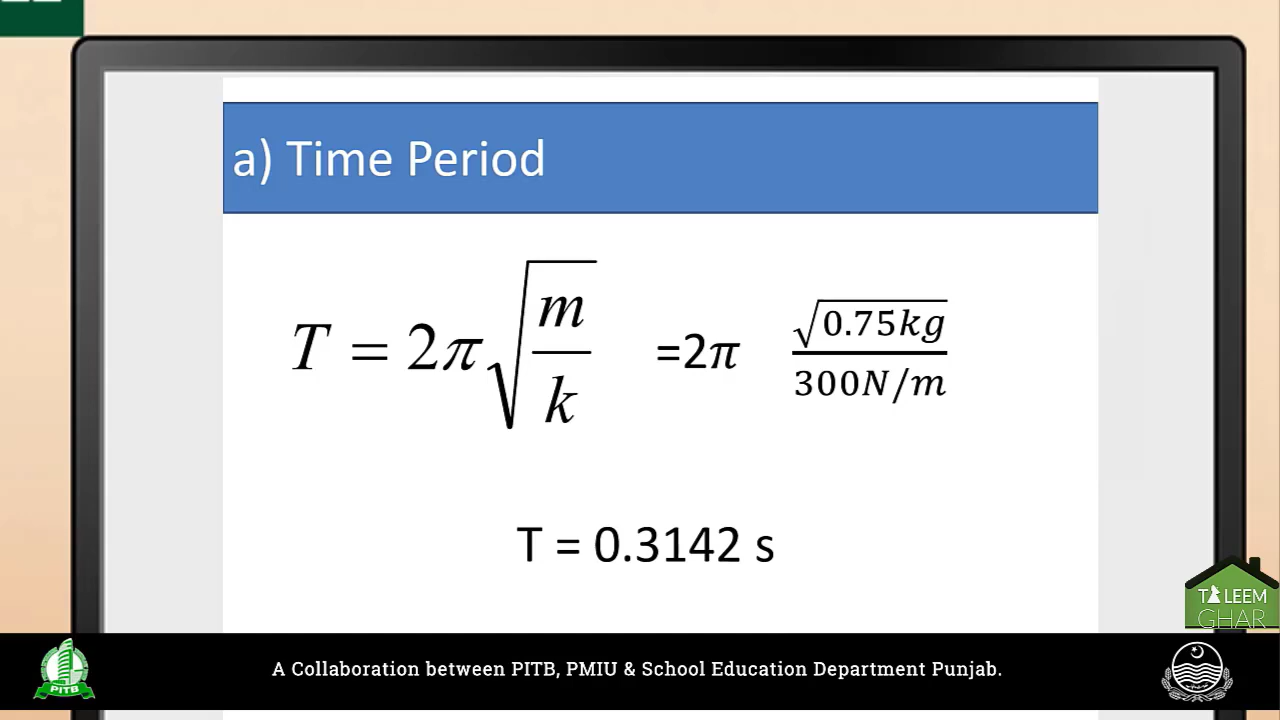 a) Time Period
T = 2π√(m/k) =2π √0.75kg / 300N/m
T = 0.3142 s
TALEEM
GHAR
PITB
A Collaboration between PITB, PMIU & School Education Department Punjab.